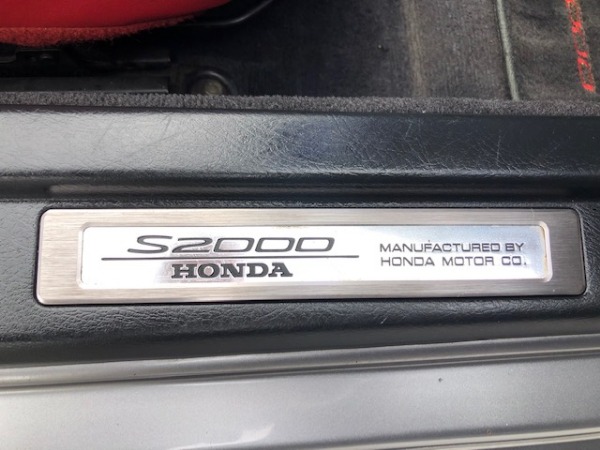 S2000
HONDA
MANUFACTURED BY
HONDA MOTOR CO.